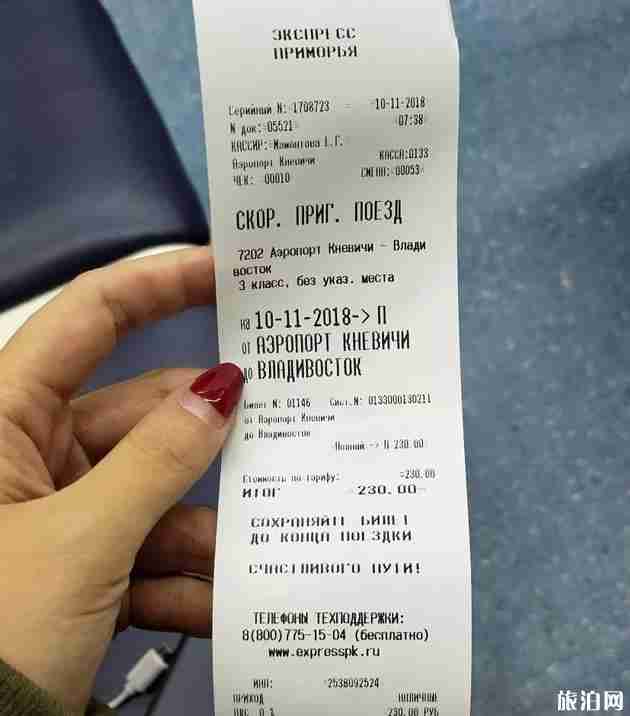 ЭКСПРЕСС
ПРИМОРЬЯ
Серийный N: 1708723 = 10-11-2018
N док: 05521 07:38
КАССИР: Мамонтова І.Г.
Аэропорт Кневичи КАССА:0133
ЧЕК: 00010 СМЕНА: 00053
СКОР. ПРИГ. ПОЕЗД
7202 Аэропорт Кневичи - Влади
восток
3 класс, без указ. места
на 10-11-2018-> П
от АЭРОПОРТ КНЕВИЧИ
до ВЛАДИВОСТОК
Билет N: 01146 Сист.N: 0133000130211
от Аэропорт Кневичи
до Владивосток
Полный -> П 230.00
Стоимость по тарифу: =230.00
ИТОГ =230.00
СОХРАНЯЙТЕ БИЛЕТ
ДО КОНЦА ПОЕЗДКИ
СЧАСТЛИВОГО ПУТИ!
ТЕЛЕФОНЫ ТЕХПОДДЕРЖКИ:
8(800)775-15-04 (бесплатно)
www.expresspk.ru
ИНН: 2538092524
ПРИХОД НАЛИЧНЫЕ
230.00 РУБ
旅泊网